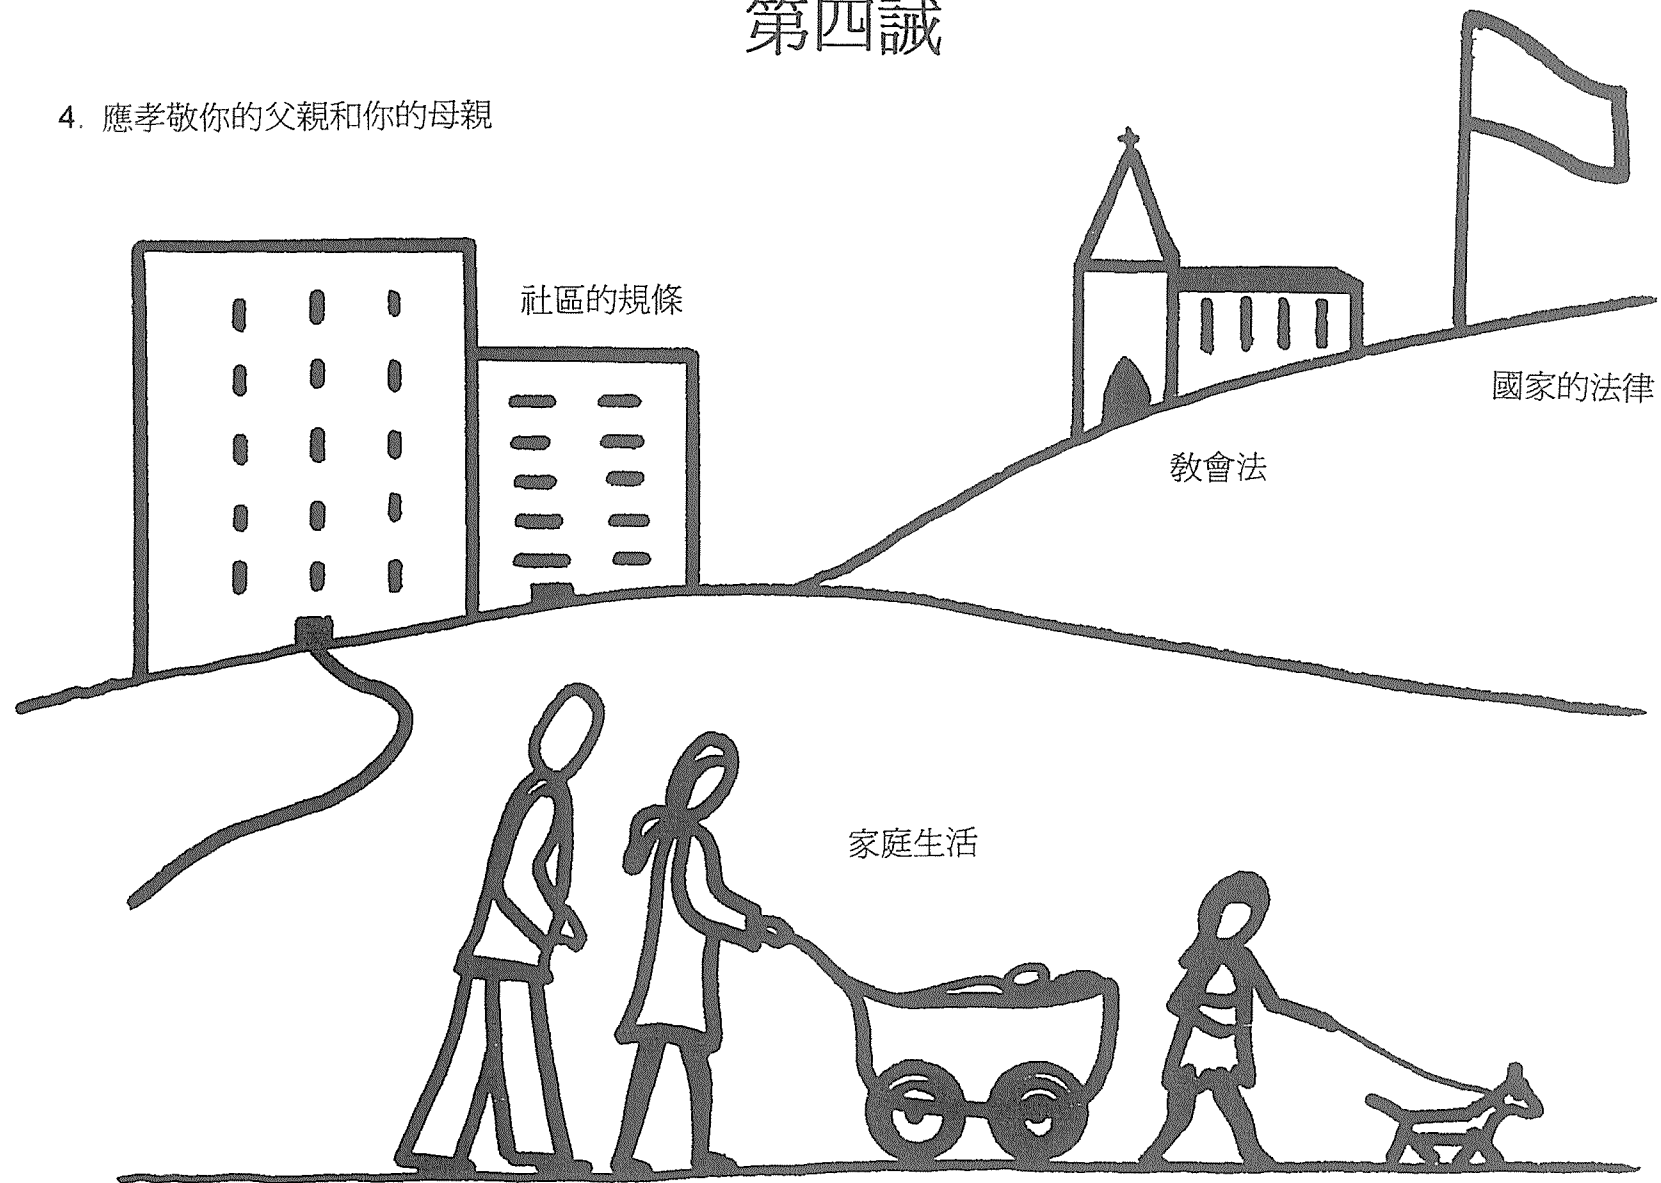 第四誡
4. 應孝敬你的父親和你的母親
社區的規條
國家的法律
教會法
家庭生活